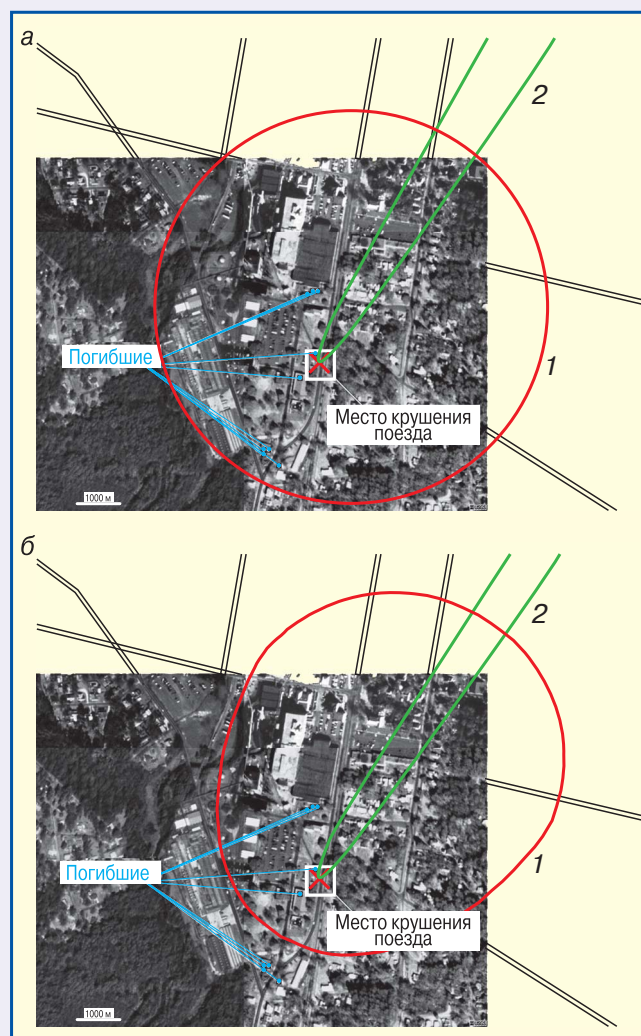 а
2
Погибшие
1
Место крушения
поезда
1000 м
б
2
Погибшие
1
Место крушения
поезда
1000 м